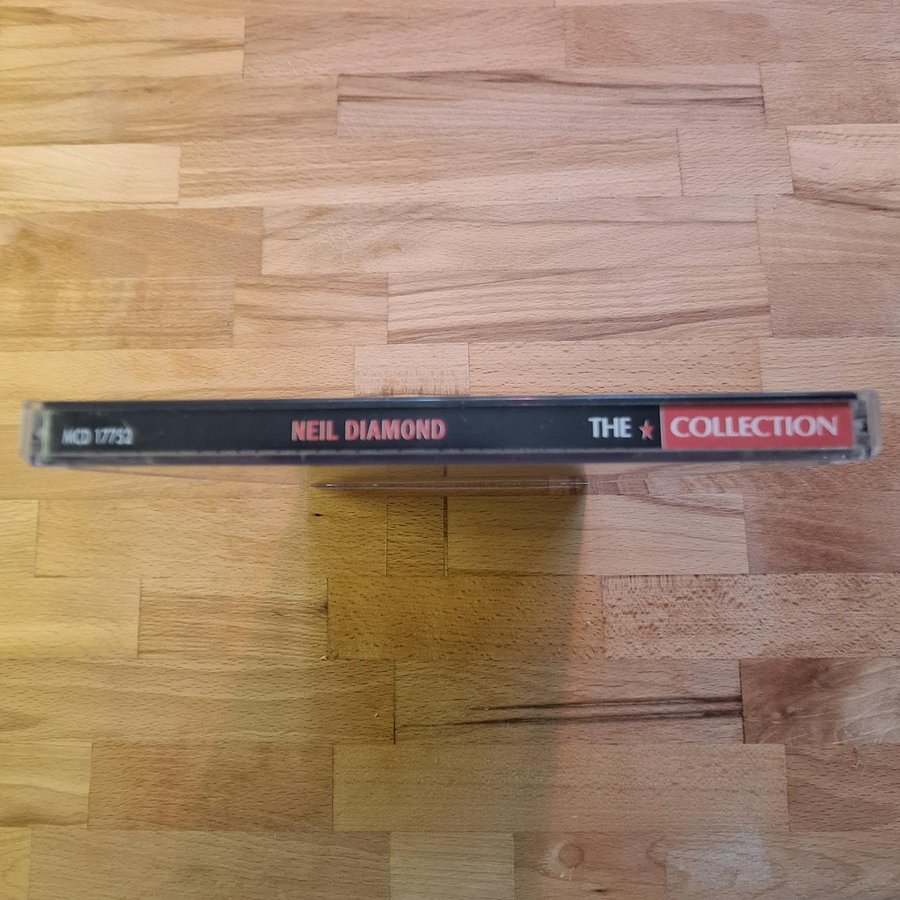 MCD 17752 NEIL DIAMOND THE ★ COLLECTION